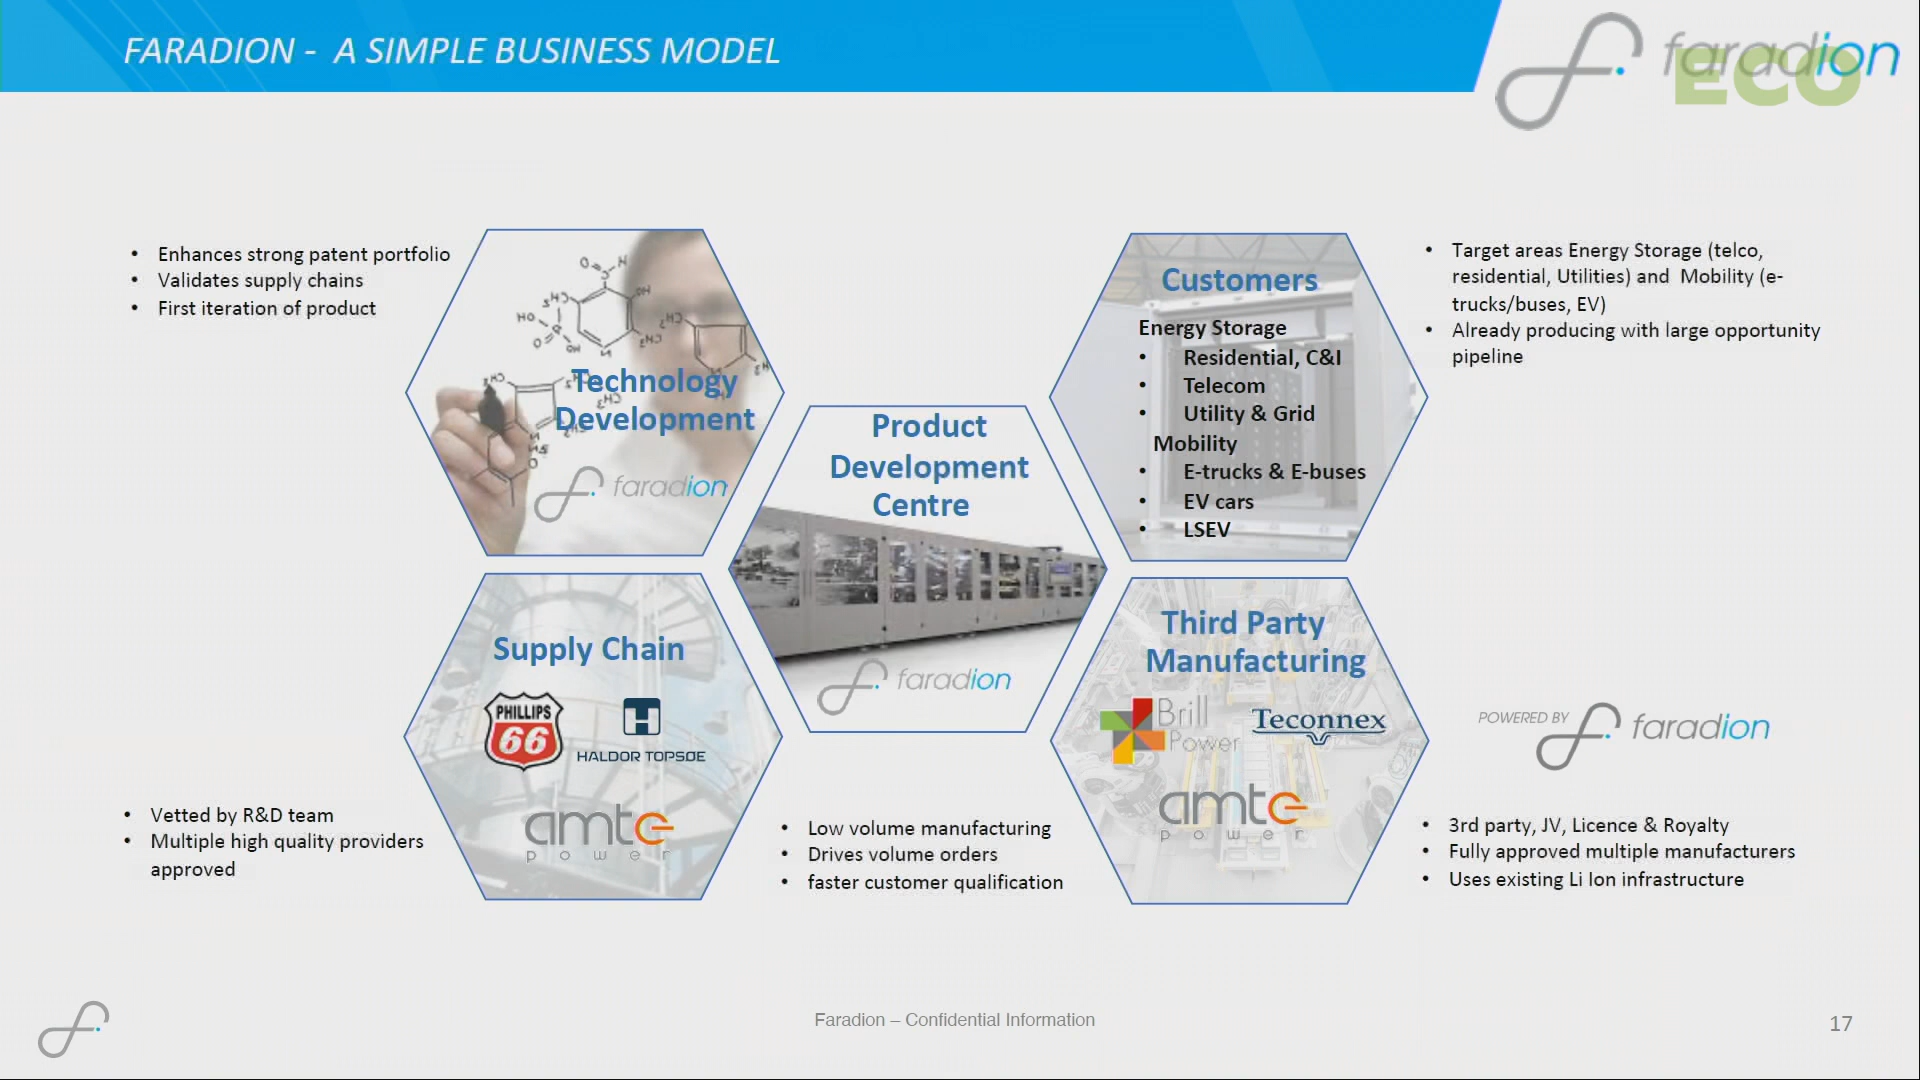 FARADION - A SIMPLE BUSINESS MODEL
faradion
ECO
• Enhances strong patent portfolio
• Validates supply chains
• First iteration of product
Technology
Development
faradion
Customers
Energy Storage
• Residential, C&I
• Telecom
• Utility & Grid
Mobility
• E-trucks & E-buses
• EV cars
• LSEV
• Target areas Energy Storage (telco,
residential, Utilities) and Mobility (e-
trucks/buses, EV)
• Already producing with large opportunity
pipeline
Product
Development
Centre
faradion
Supply Chain
PHILLIPS
66
HALDOR TOPSØE
amte
power
• Vetted by R&D team
• Multiple high quality providers
approved
• Low volume manufacturing
• Drives volume orders
• faster customer qualification
Third Party
Manufacturing
Brill
Power
Teconnex
amte
power
POWERED BY faradion
• 3rd party, JV, Licence & Royalty
• Fully approved multiple manufacturers
• Uses existing Li Ion infrastructure
Faradion – Confidential Information
17